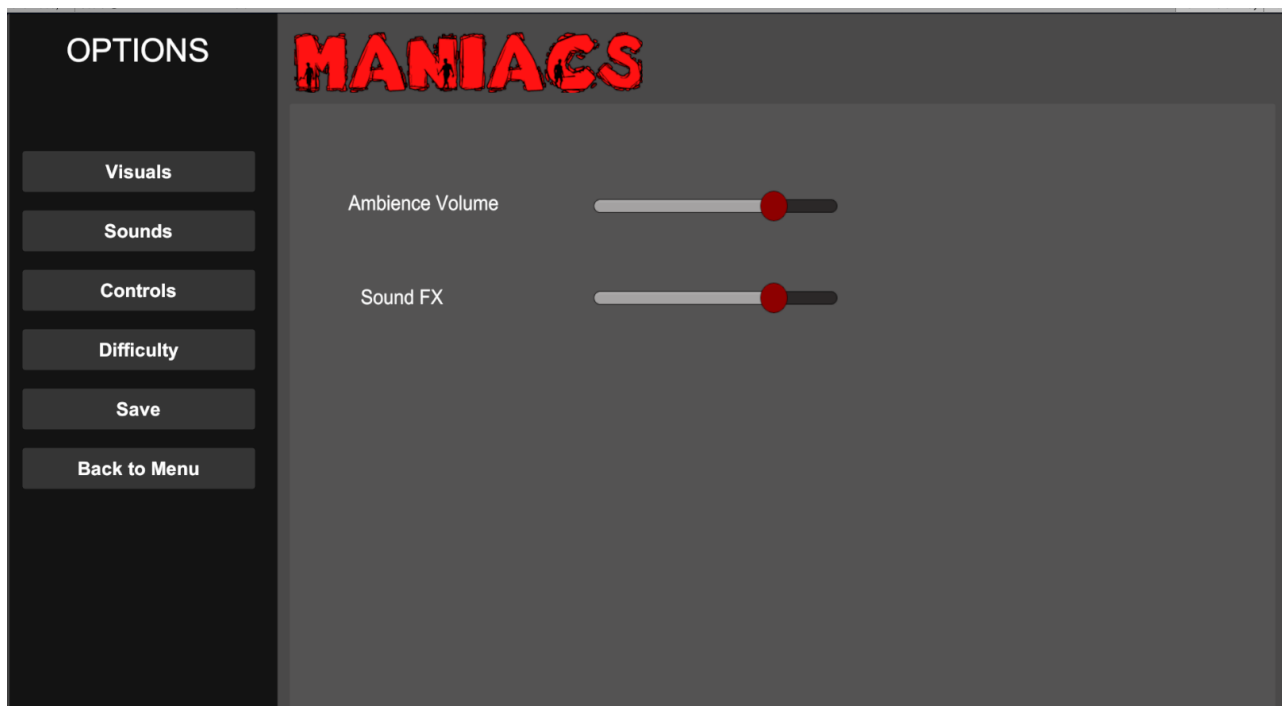 OPTIONS
MANIACS
Visuals
Sounds
Controls
Difficulty
Save
Back to Menu
Ambience Volume
Sound FX